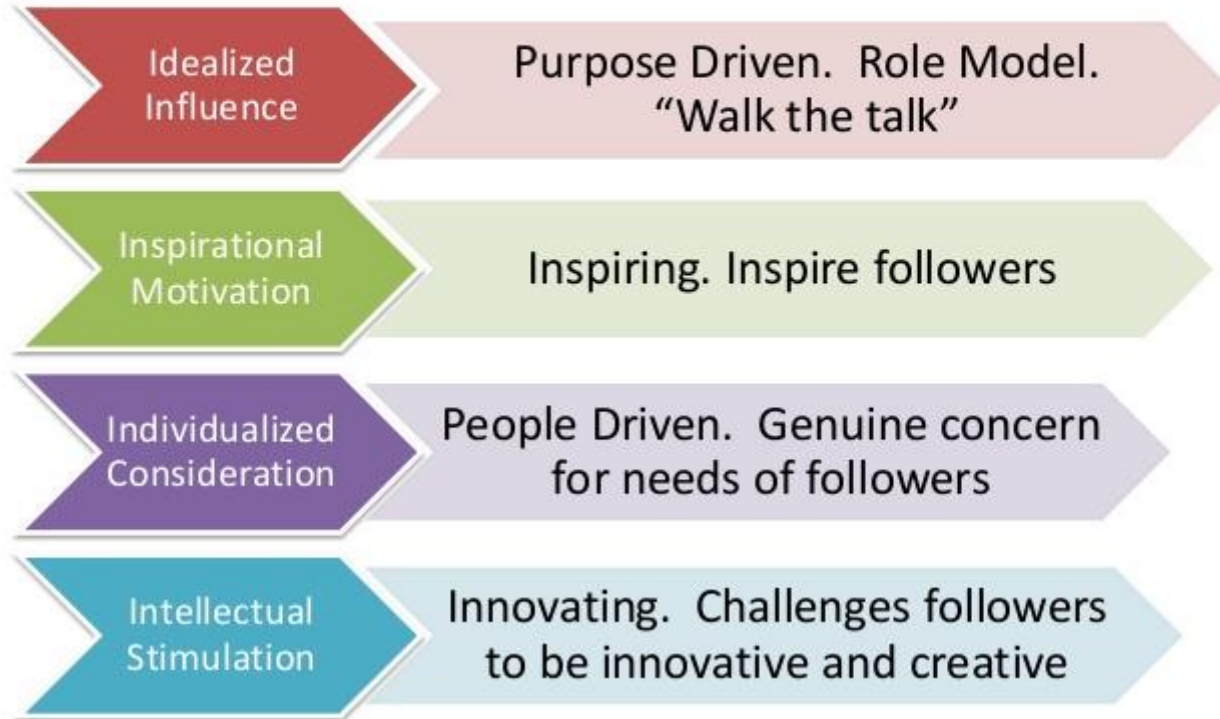 Idealized
Influence
Purpose Driven.  Role Model.
“Walk the talk”
Inspirational
Motivation
Inspiring. Inspire followers
Individualized
Consideration
People Driven.  Genuine concern
for needs of followers
Intellectual
Stimulation
Innovating.  Challenges followers
to be innovative and creative